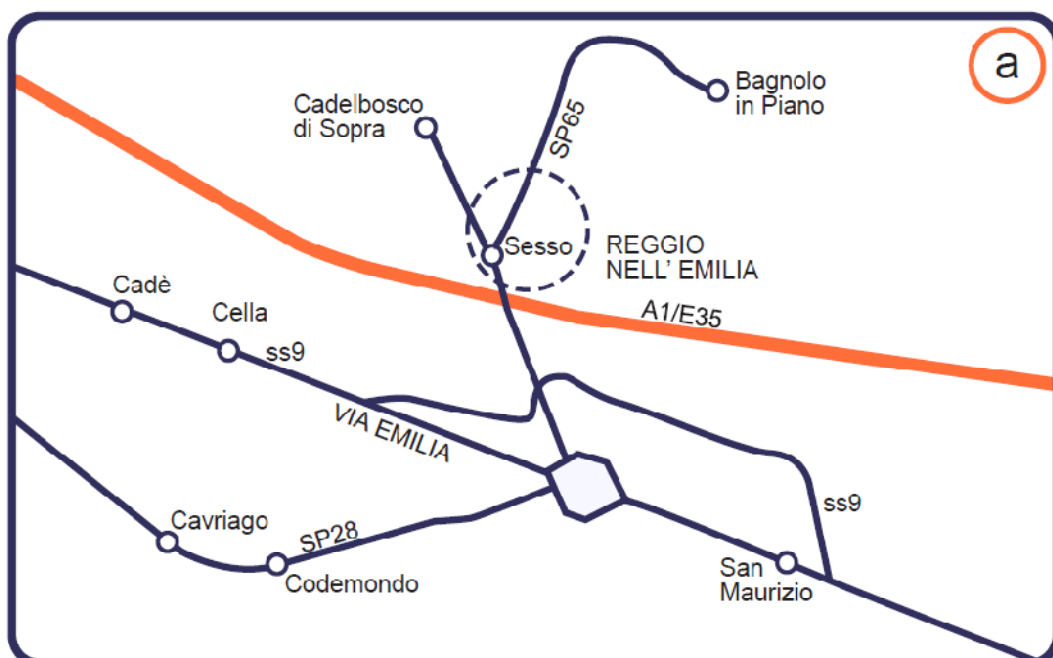 a
Bagnolo
in Piano
Cadelbosco
di Sopra
SP65
Sesso
REGGIO
NELL' EMILIA
A1/E35
Cadè
Cella
ss9
VIA EMILIA
ss9
Cavriago
SP28
Codemondo
San
Maurizio